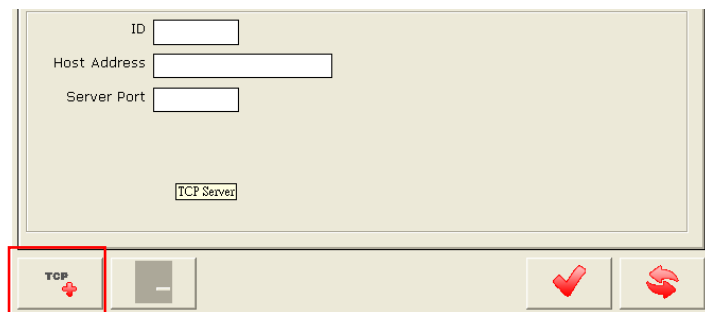 ID
Host Address
Server Port
TCP Server
TCP